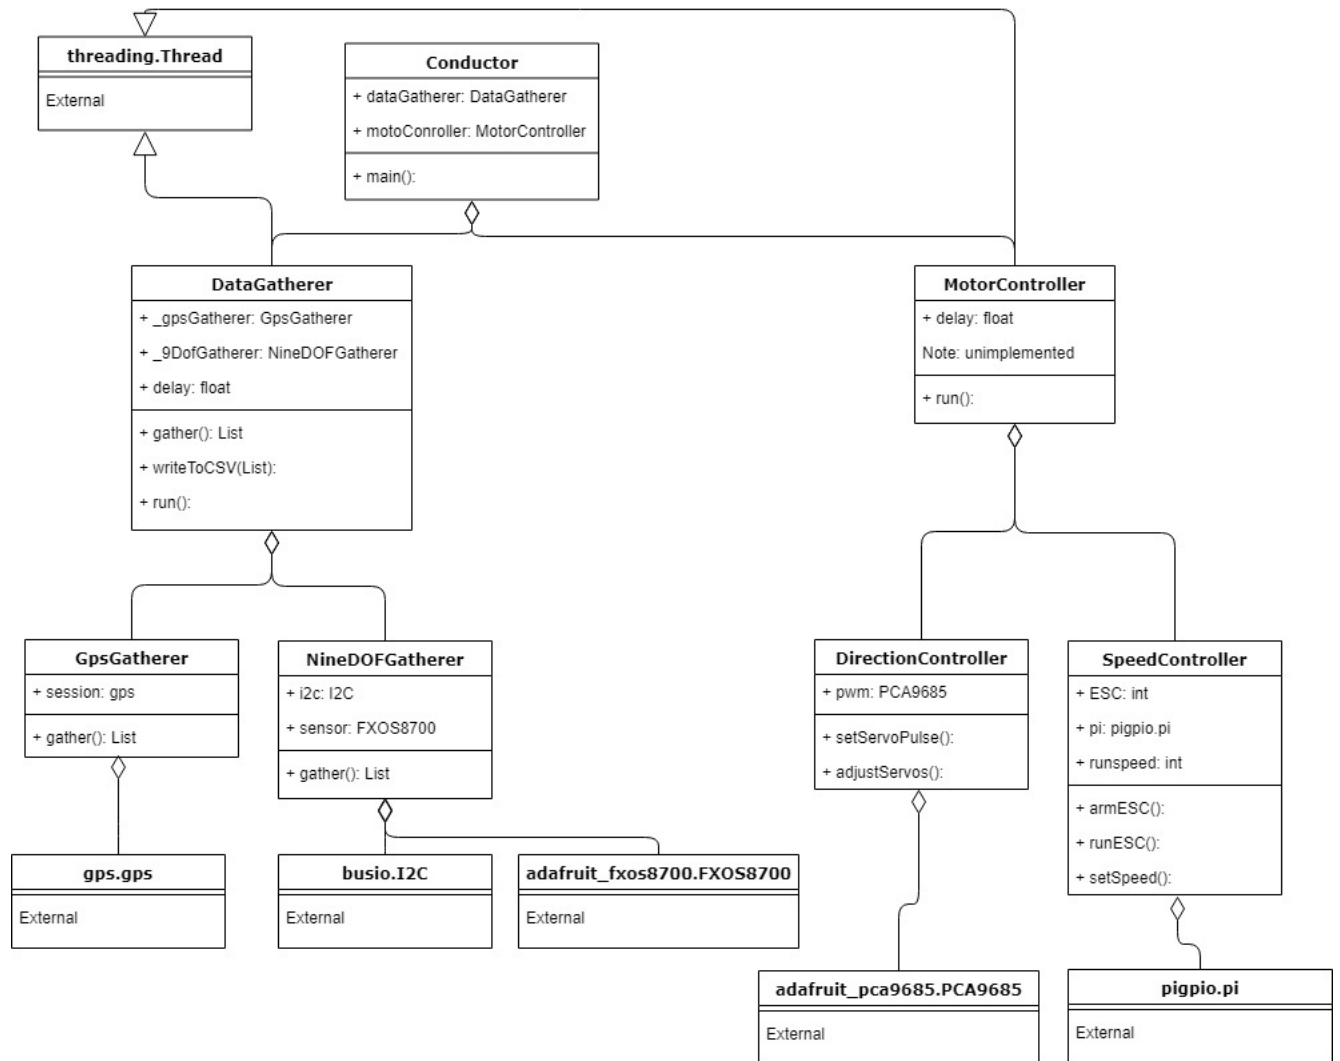 threading.Thread
External
Conductor
+ dataGatherer: DataGatherer
+ motoConroller: MotorController
+ main():
DataGatherer
+ _gpsGatherer: GpsGatherer
+ _9DofGatherer: NineDOFGatherer
+ delay: float
+ gather(): List
+ writeToCSV(List):
+ run():
MotorController
+ delay: float
Note: unimplemented
+ run():
GpsGatherer
+ session: gps
+ gather(): List
NineDOFGatherer
+ i2c: I2C
+ sensor: FXOS8700
+ gather(): List
DirectionController
+ pwm: PCA9685
+ setServoPulse():
+ adjustServos():
SpeedController
+ ESC: int
+ pi: pigpio.pi
+ runspeed: int
+ armESC():
+ runESC():
+ setSpeed():
gps.gps
External
busio.I2C
External
adafruit_fxos8700.FXOS8700
External
adafruit_pca9685.PCA9685
External
pigpio.pi
External